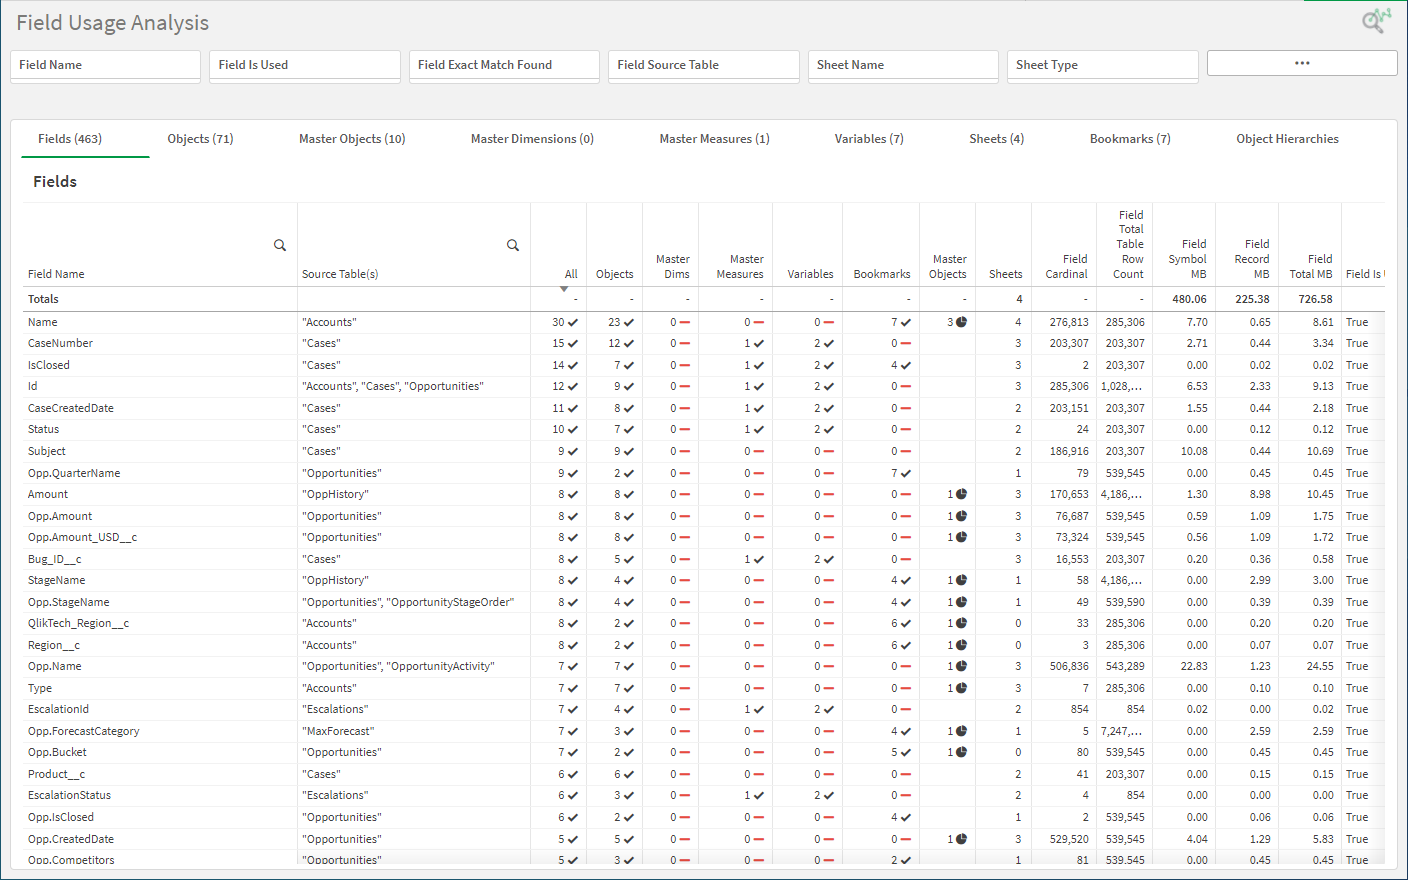 Field Usage Analysis
Field Name Field Is Used Field Exact Match Found Field Source Table Sheet Name Sheet Type •••
Fields (463) Objects (71) Master Objects (10) Master Dimensions (0) Master Measures (1) Variables (7) Sheets (4) Bookmarks (7) Object Hierarchies
Fields
Field Name Source Table(s) All Objects Master Dims Master Measures Variables Bookmarks Master Objects Sheets Field Cardinal Field Total Table Row Count Field Symbol MB Field Record MB Field Total MB Field Is
Totals - - - - - - - 4 - - 480.06 225.38 726.58
Name "Accounts" 30 23 0 0 0 7 3 4 276,813 285,306 7.70 0.65 8.61 True
CaseNumber "Cases" 15 12 0 1 2 0 3 203,307 203,307 2.71 0.44 3.34 True
IsClosed "Cases" 14 7 0 1 2 4 3 2 203,307 0.00 0.02 0.02 True
Id "Accounts", "Cases", "Opportunities" 12 9 0 1 2 0 3 285,306 1,028,... 6.53 2.33 9.13 True
CaseCreatedDate "Cases" 11 8 0 1 2 0 2 203,151 203,307 1.55 0.44 2.18 True
Status "Cases" 10 7 0 1 2 0 2 24 203,307 0.00 0.12 0.12 True
Subject "Cases" 9 9 0 0 0 0 2 186,916 203,307 10.08 0.44 10.69 True
Opp.QuarterName "Opportunities" 9 2 0 0 0 7 1 79 539,545 0.00 0.45 0.45 True
Amount "OppHistory" 8 8 0 0 0 0 1 3 170,653 4,186,... 1.30 8.98 10.45 True
Opp.Amount "Opportunities" 8 8 0 0 0 0 1 3 76,687 539,545 0.59 1.09 1.75 True
Opp.Amount_USD__c "Opportunities" 8 8 0 0 0 0 1 3 73,324 539,545 0.56 1.09 1.72 True
Bug_ID__c "Cases" 8 5 0 1 2 0 3 16,553 203,307 0.20 0.36 0.58 True
StageName "OppHistory" 8 4 0 0 0 4 1 1 58 4,186,... 0.00 2.99 3.00 True
Opp.StageName "Opportunities", "OpportunityStageOrder" 8 4 0 0 0 4 1 1 49 539,590 0.00 0.39 0.39 True
QlikTech_Region__c "Accounts" 8 2 0 0 0 6 1 0 33 285,306 0.00 0.20 0.20 True
Region__c "Accounts" 8 2 0 0 0 6 1 0 3 285,306 0.00 0.07 0.07 True
Opp.Name "Opportunities", "OpportunityActivity" 7 7 0 0 0 0 1 3 506,836 543,289 22.83 1.23 24.55 True
Type "Accounts" 7 7 0 0 0 0 1 3 7 285,306 0.00 0.10 0.10 True
EscalationId "Escalations" 7 4 0 1 2 0 2 854 854 0.02 0.00 0.02 True
Opp.ForecastCategory "MaxForecast" 7 3 0 0 0 4 1 1 5 7,247,... 0.00 2.59 2.59 True
Opp.Bucket "Opportunities" 7 2 0 0 0 5 1 0 80 539,545 0.00 0.45 0.45 True
Product__c "Cases" 6 6 0 0 0 0 2 41 203,307 0.00 0.15 0.15 True
EscalationStatus "Escalations" 6 3 0 1 2 0 2 4 854 0.00 0.00 0.00 True
Opp.IsClosed "Opportunities" 6 2 0 0 0 4 1 2 539,545 0.00 0.06 0.06 True
Opp.CreatedDate "Opportunities" 5 5 0 0 0 0 1 3 529,520 539,545 4.04 1.29 5.83 True
Opp.Competitors "Opportunities" 5 3 0 0 0 2 1 81 539,545 0.00 0.45 0.45 True